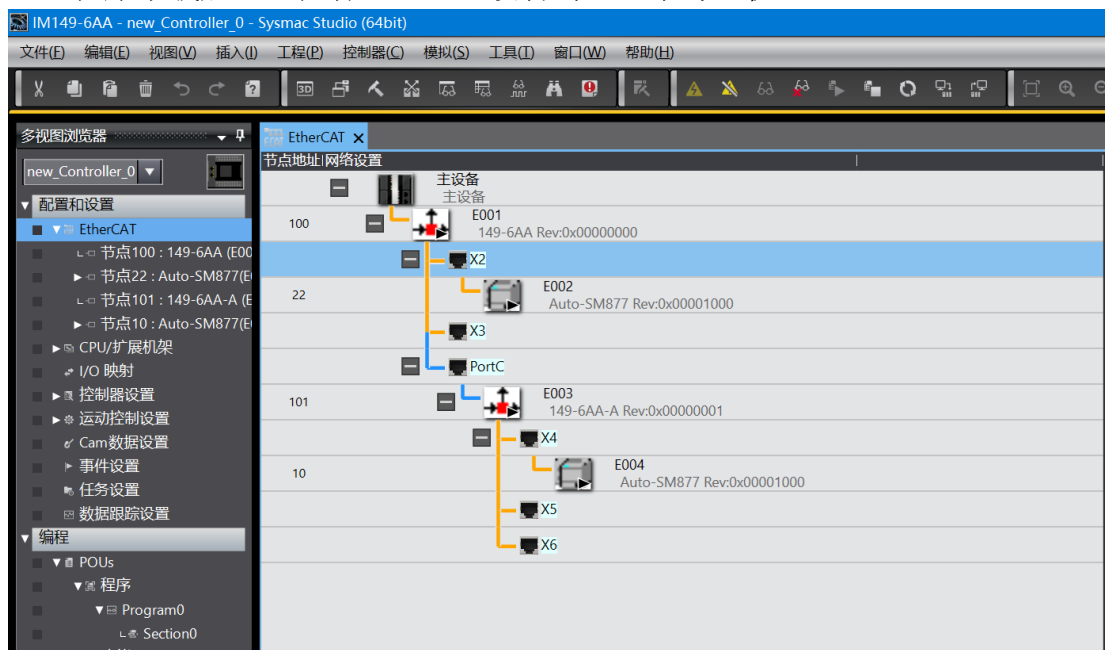 IM149-6AA - new_Controller_0 - Sysmac Studio (64bit)
文件(F) 编辑(E) 视图(V) 插入(I) 工程(P) 控制器(C) 模拟(S) 工具(T) 窗口(W) 帮助(H)
多视图浏览器
new_Controller_0
配置和设置
EtherCAT
节点100 : 149-6AA (E00
节点22 : Auto-SM877(E
节点101 : 149-6AA-A (E
节点10 : Auto-SM877(E
CPU/扩展机架
I/O 映射
控制器设置
运动控制设置
Cam数据设置
事件设置
任务设置
数据跟踪设置
编程
POUs
程序
Program0
Section0
EtherCAT
节点地址 网络设置
主设备
主设备
100 E001
149-6AA Rev:0x00000000
X2
22 E002
Auto-SM877 Rev:0x00001000
X3
PortC
101 E003
149-6AA-A Rev:0x00000001
X4
10 E004
Auto-SM877 Rev:0x00001000
X5
X6